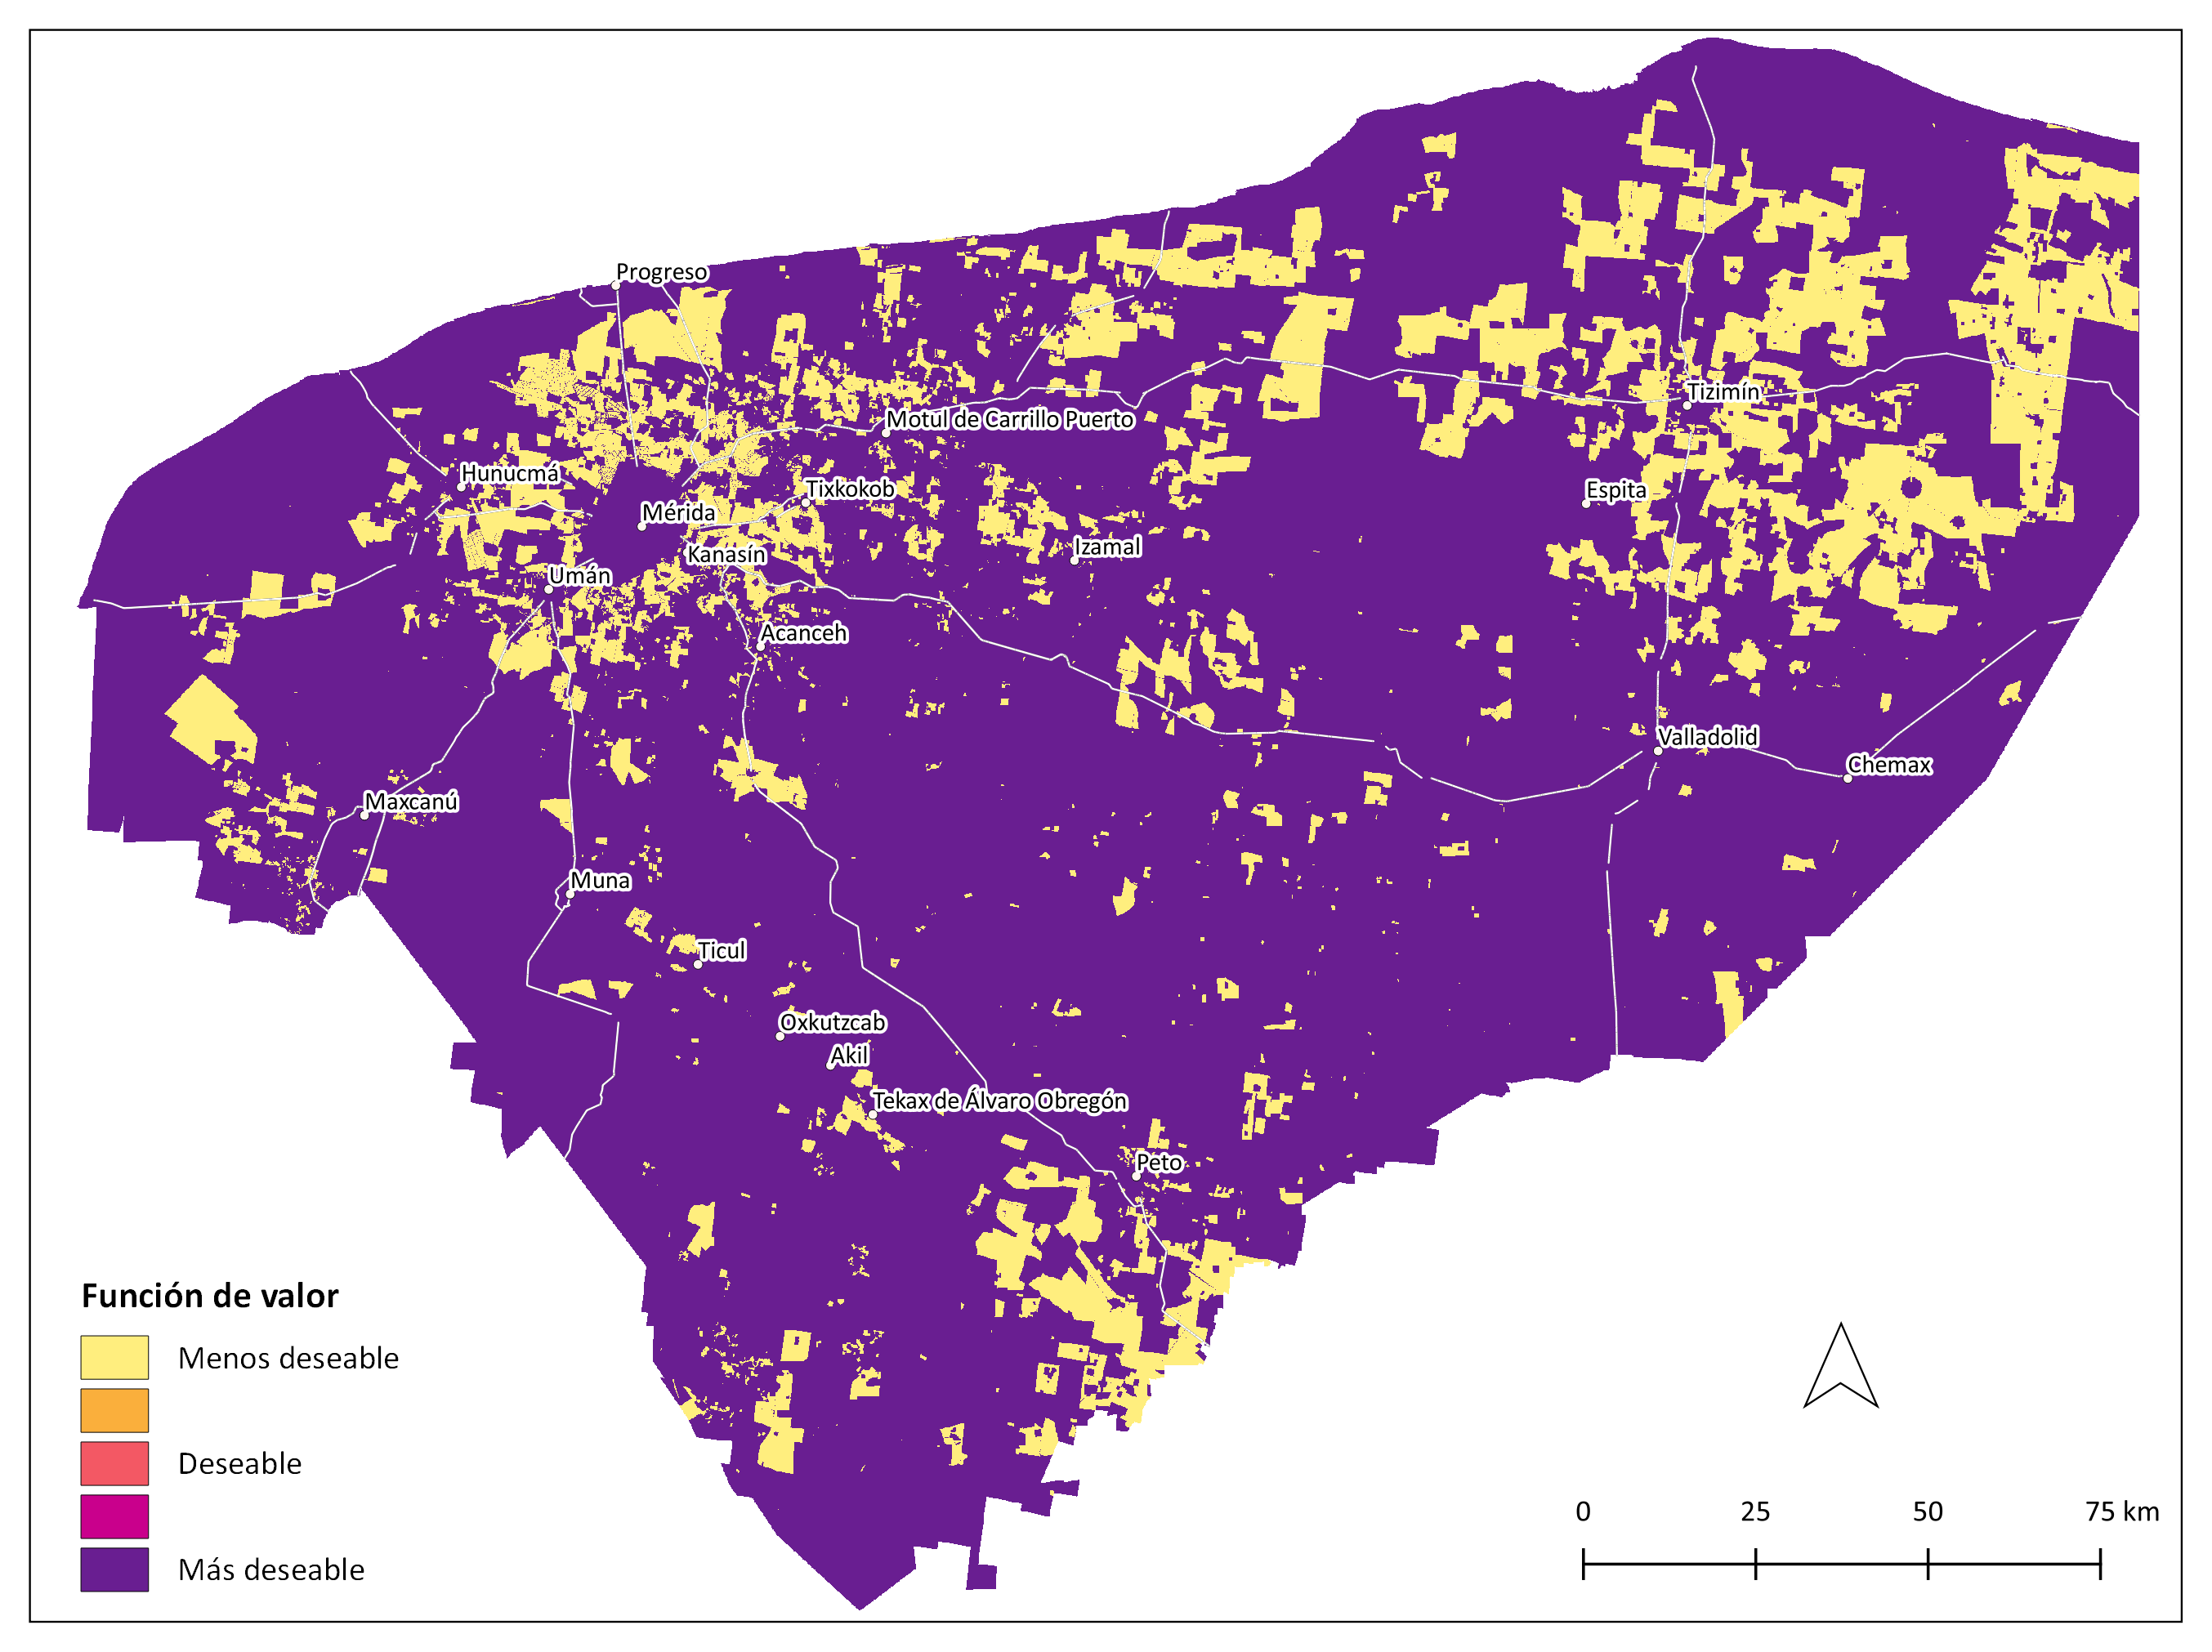 Progreso
Tizimín
Motul de Carrillo Puerto
Hunucmá
Tixkokob
Espita
Mérida
Izamal
Kanasín
Umán
Acanceh
Valladolid
Chemax
Maxcanú
Muna
Ticul
Oxkutzcab
Akil
Tekax de Álvaro Obregón
Peto
Función de valor
Menos deseable
Deseable
Más deseable
0 25 50 75 km